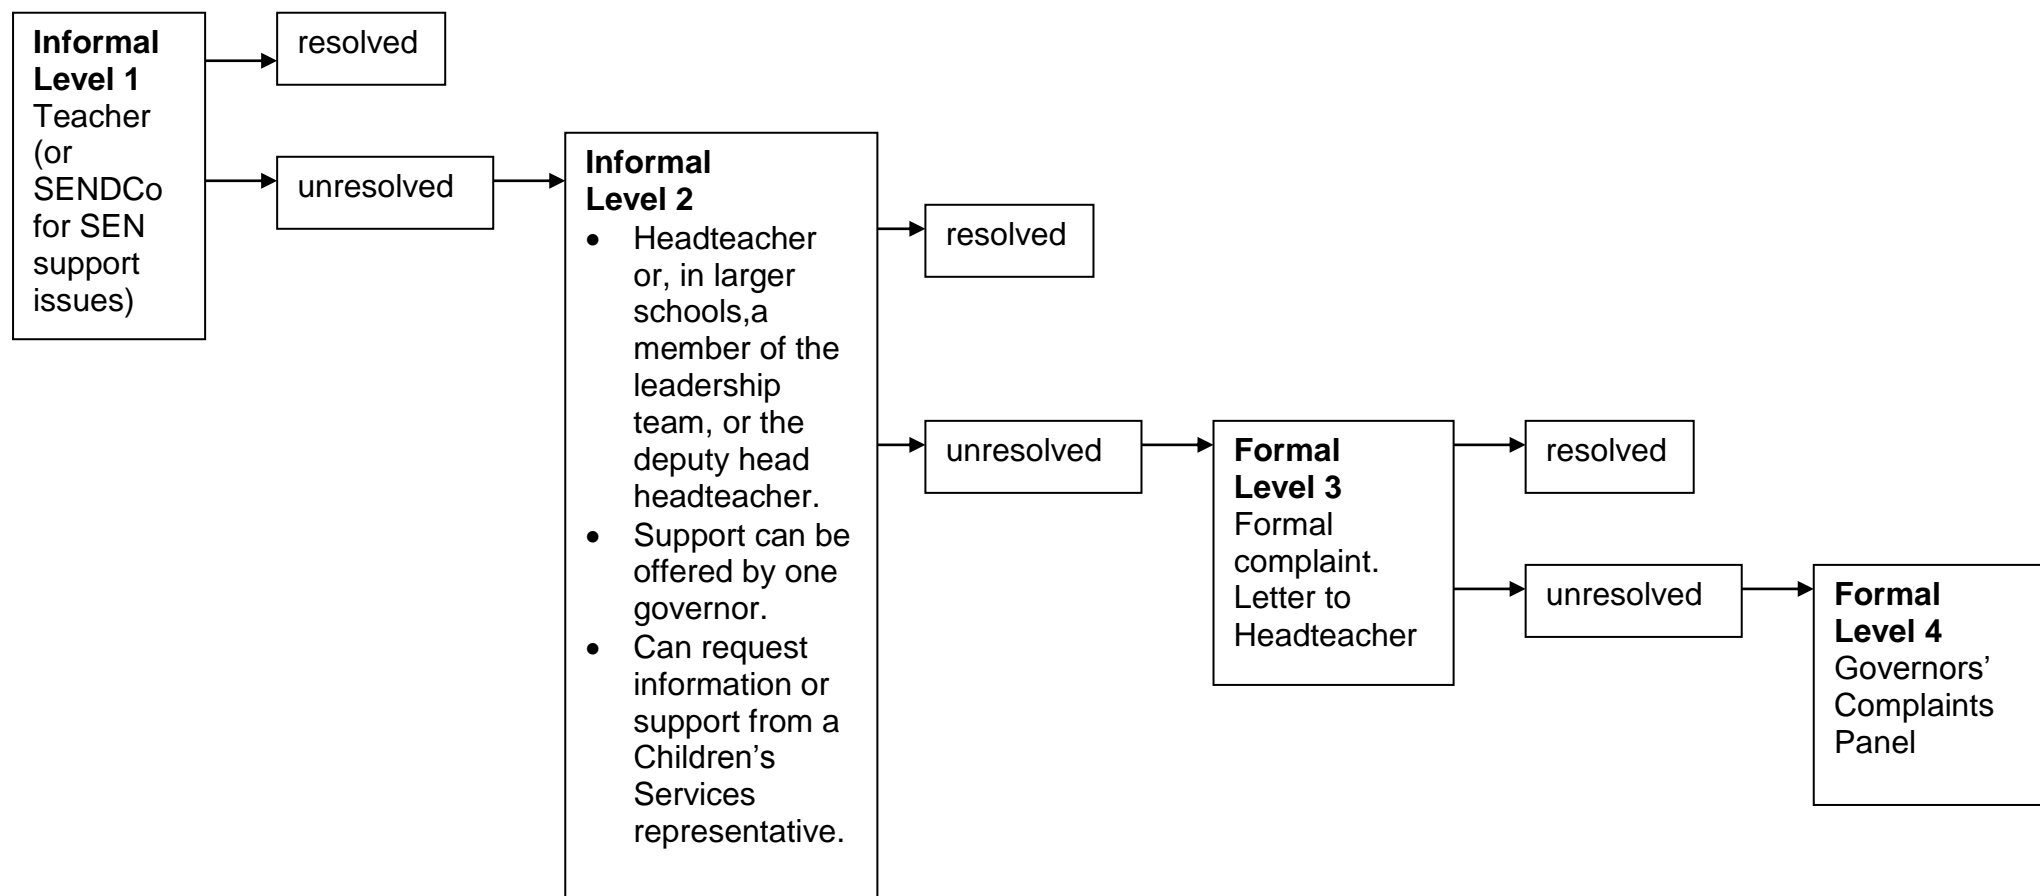 Informal
Level 1
Teacher
(or
SENDCo
for SEN
support
issues)
resolved
unresolved
Informal
Level 2
• Headteacher
or, in larger
schools,a
member of the
leadership
team, or the
deputy head
headteacher.
• Support can be
offered by one
governor.
• Can request
information or
support from a
Children’s
Services
representative.
resolved
unresolved
Formal
Level 3
Formal
complaint.
Letter to
Headteacher
resolved
unresolved
Formal
Level 4
Governors’
Complaints
Panel